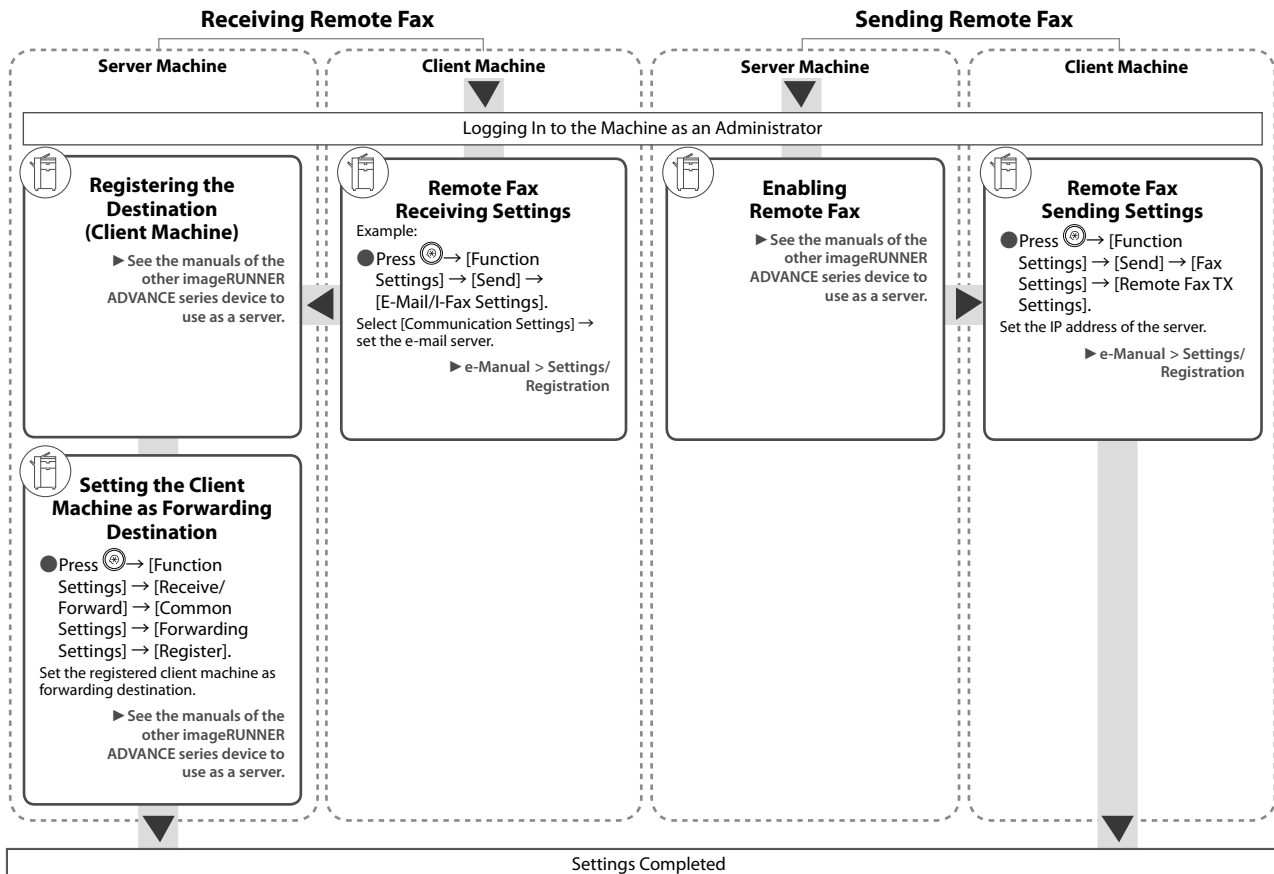 Receiving Remote Fax
Sending Remote Fax
Server Machine
Client Machine
Server Machine
Client Machine
Logging In to the Machine as an Administrator
Registering the
Destination
(Client Machine)
► See the manuals of the
other imageRUNNER
ADVANCE series device to
use as a server.
Remote Fax
Receiving Settings
Example:
● Press → [Function
Settings] → [Send] →
[E-Mail/I-Fax Settings].
Select [Communication Settings] →
set the e-mail server.
► e-Manual > Settings/
Registration
Enabling
Remote Fax
► See the manuals of the
other imageRUNNER
ADVANCE series device to
use as a server.
Remote Fax
Sending Settings
● Press → [Function
Settings] → [Send] → [Fax
Settings] → [Remote Fax TX
Settings].
Set the IP address of the server.
► e-Manual > Settings/
Registration
Setting the Client
Machine as Forwarding
Destination
● Press → [Function
Settings] → [Receive/
Forward] → [Common
Settings] → [Forwarding
Settings] → [Register].
Set the registered client machine as
forwarding destination.
► See the manuals of the
other imageRUNNER
ADVANCE series device to
use as a server.
Settings Completed